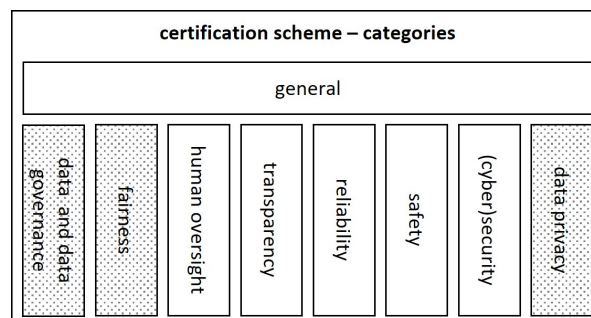 certification scheme – categories
general
data  and data
governance
fairness
human oversight
transparency
reliability
safety
(cyber)security
data privacy